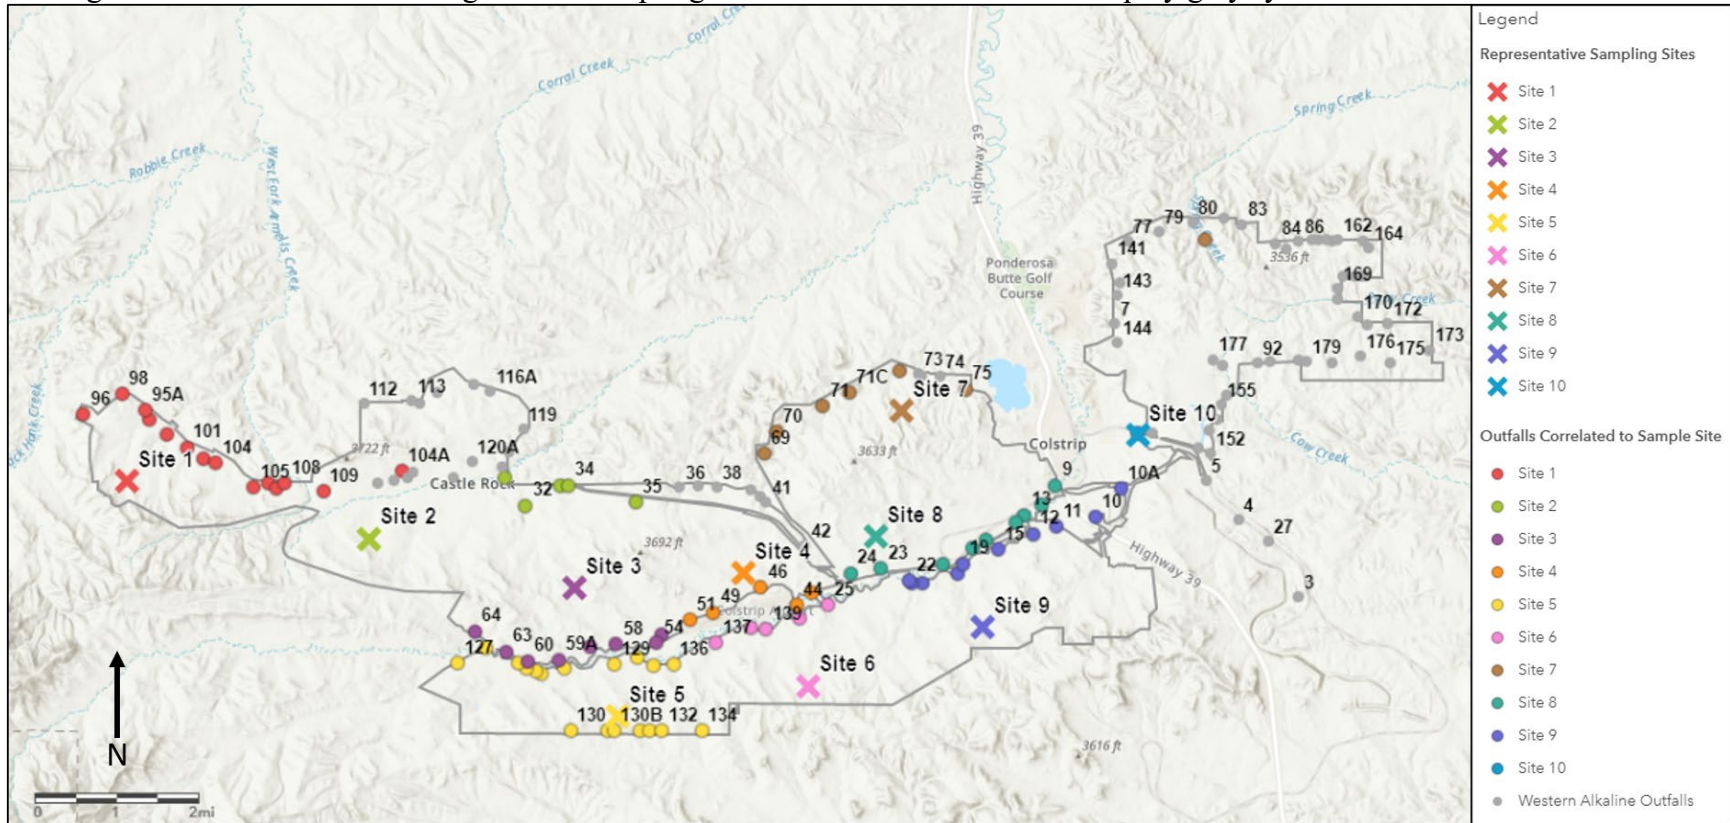 Corral Creek
Corral Creek
Robbie Creek
West Fork Armells Creek
Highway 39
Spring Creek
Ponderosa
Butte Golf
Course
80
79
77
83
84
86
162
164
3536 ft
141
143
7
144
169
170
172
173
176
175
177
92
179
155
Site 10
152
5
Cow Creek
98
96
95A
101
104
Site 1
105
108
109
3722 ft
104A
112
113
116A
119
120A
Castle Rock
Site 2
32
34
35
36
38
41
42
69
70
71
71C
73
74
75
Site 7
3633 ft
Colstrip
9
10A
10
11
12
13
15
19
22
23
24
25
Site 8
4
27
3
Highway 39
Site 9
3692 ft
Site 3
Site 4
46
44
49
51
54
58
59A
60
63
64
127
129
136
137
139
Site 6
Site 5
130
130B
132
134
3616 ft
N
0
1
2mi
Legend
Representative Sampling Sites
Site 1
Site 2
Site 3
Site 4
Site 5
Site 6
Site 7
Site 8
Site 9
Site 10
Outfalls Correlated to Sample Site
Site 1
Site 2
Site 3
Site 4
Site 5
Site 6
Site 7
Site 8
Site 9
Site 10
Western Alkaline Outfalls